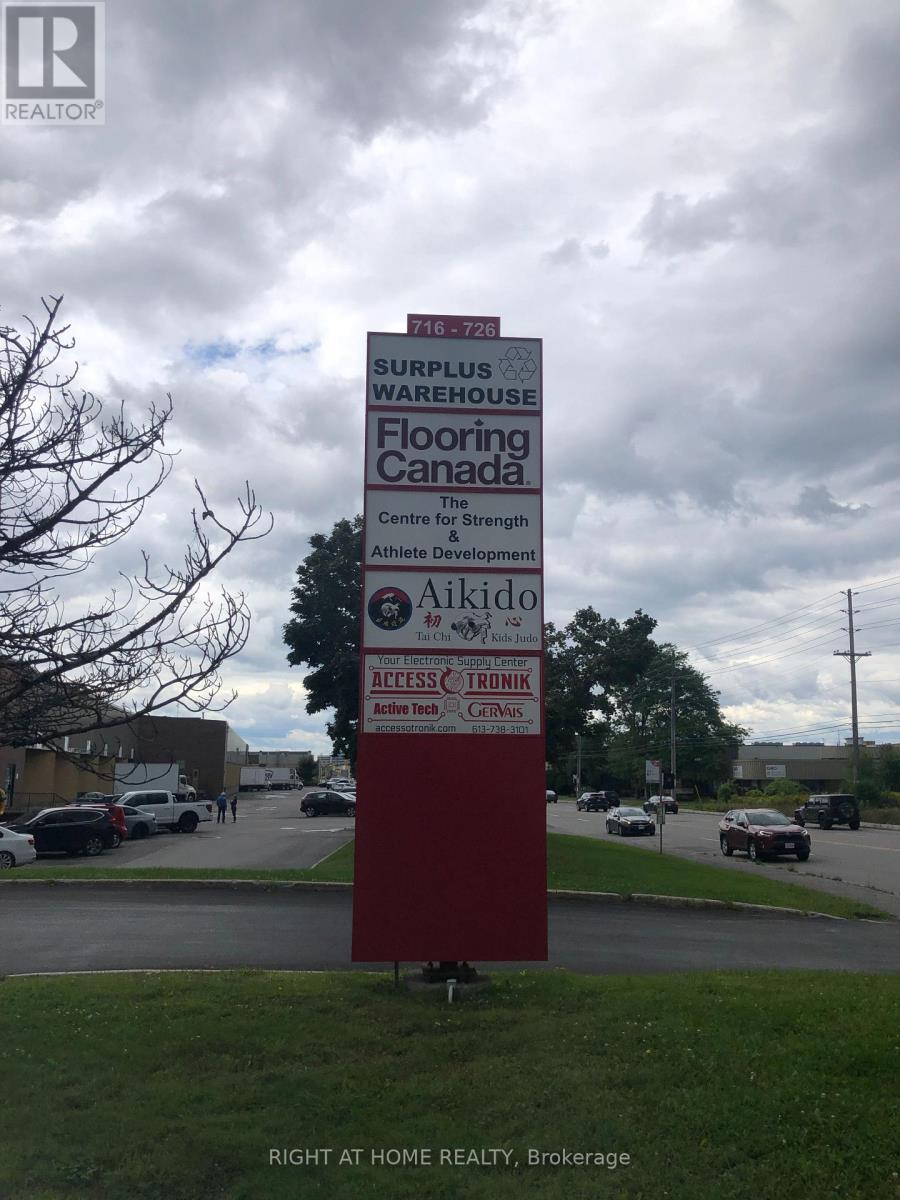 REALTOR®
716 - 726
SURPLUS
WAREHOUSE
Flooring
Canada®
The
Centre for Strength
&
Athlete Development
Aikido
初 心
Tai Chi Kids Judo
Your Electronic Supply Center
ACCESS TRONIK
Active Tech GERVAIS
accessotronik.com 613-738-3101
RIGHT AT HOME REALTY, Brokerage